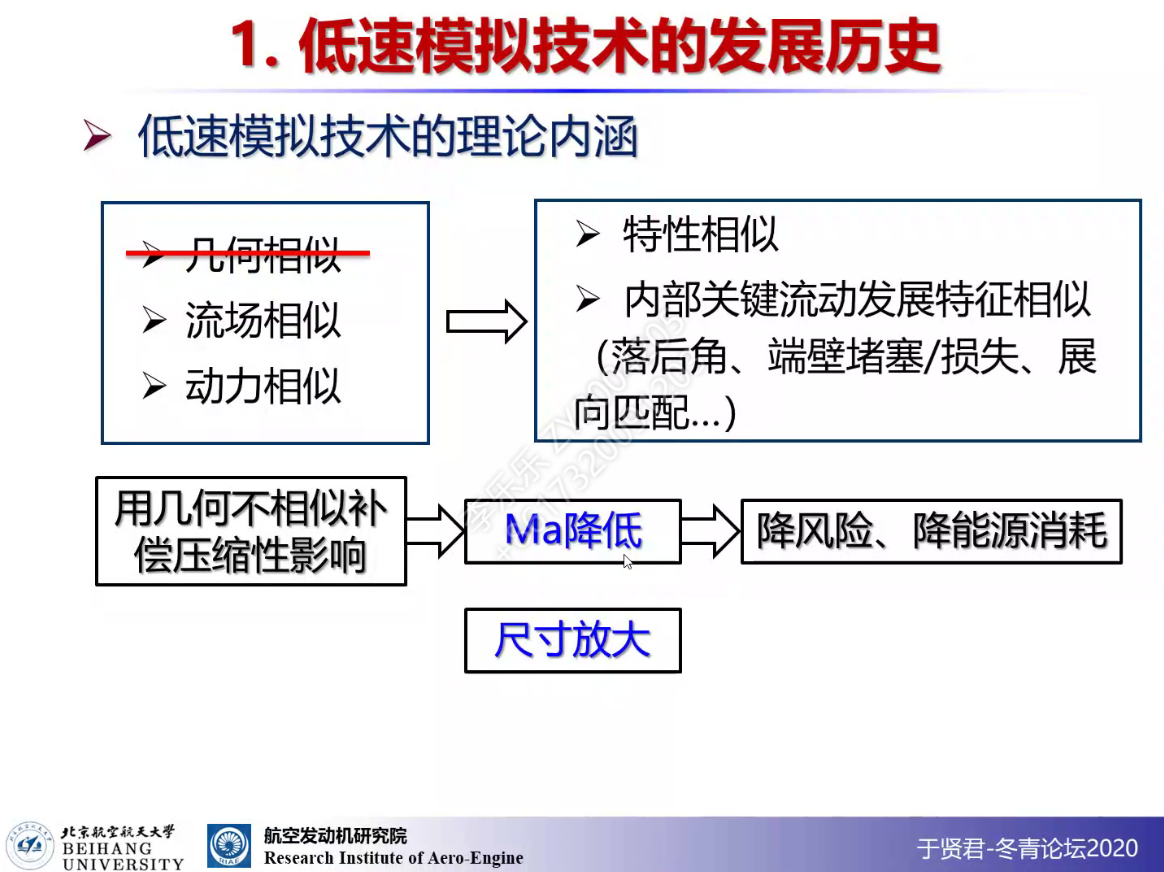 1. 低速模拟技术的发展历史
低速模拟技术的理论内涵
几何相似
流场相似
动力相似
特性相似
内部关键流动发展特征相似
（落后角、端壁堵塞/损失、展
向匹配...）
用几何不相似补
偿压缩性影响
Ma降低
降风险、降能源消耗
尺寸放大
北京航空航天大学
BEIHANG
UNIVERSITY
航空发动机研究院
Research Institute of Aero-Engine
于贤君-冬青论坛2020